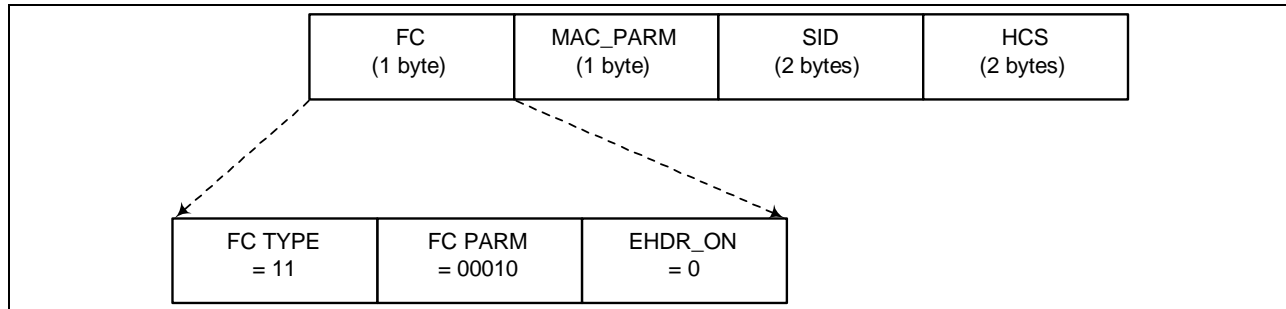 FC
(1 byte)
MAC_PARM
(1 byte)
SID
(2 bytes)
HCS
(2 bytes)
FC TYPE
= 11
FC PARM
= 00010
EHDR_ON
= 0